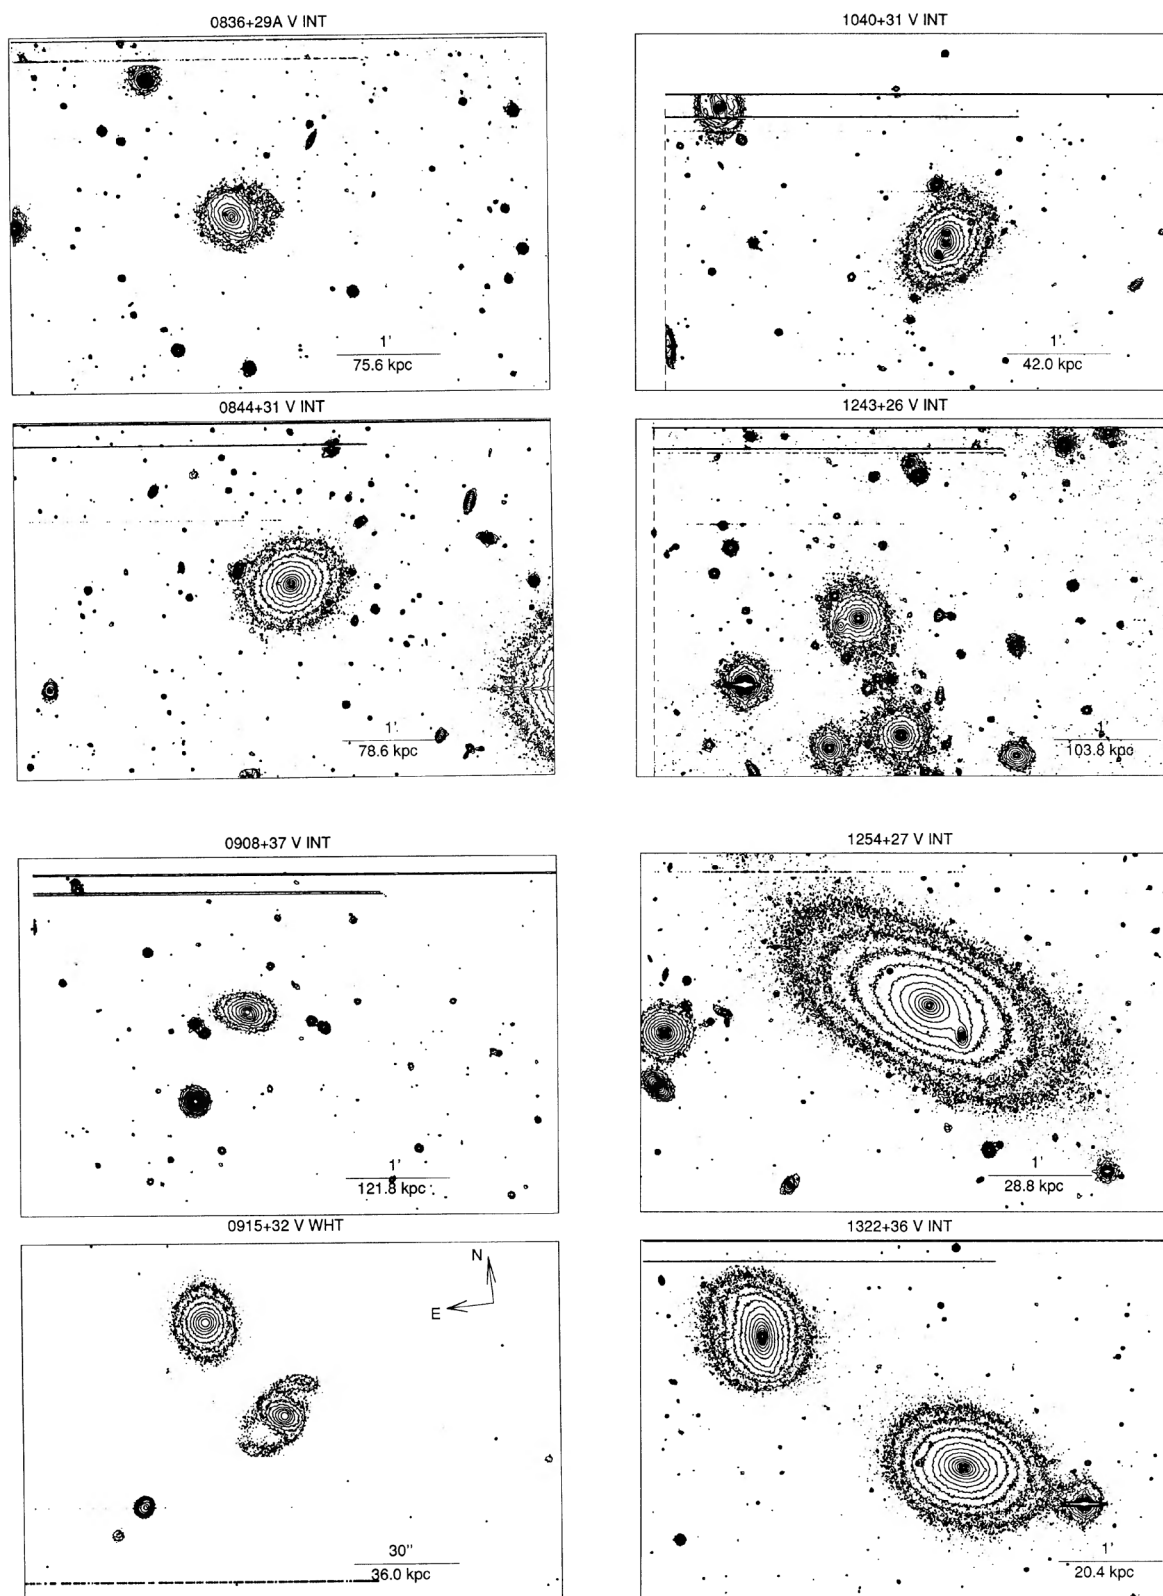 0836+29A V INT
1'
75.6 kpc
0844+31 V INT
1'
78.6 kpc
0908+37 V INT
1'
121.8 kpc
0915+32 V WHT
N
E
30''
36.0 kpc
1040+31 V INT
1'
42.0 kpc
1243+26 V INT
1'
103.8 kpc
1254+27 V INT
1'
28.8 kpc
1322+36 V INT
1'
20.4 kpc